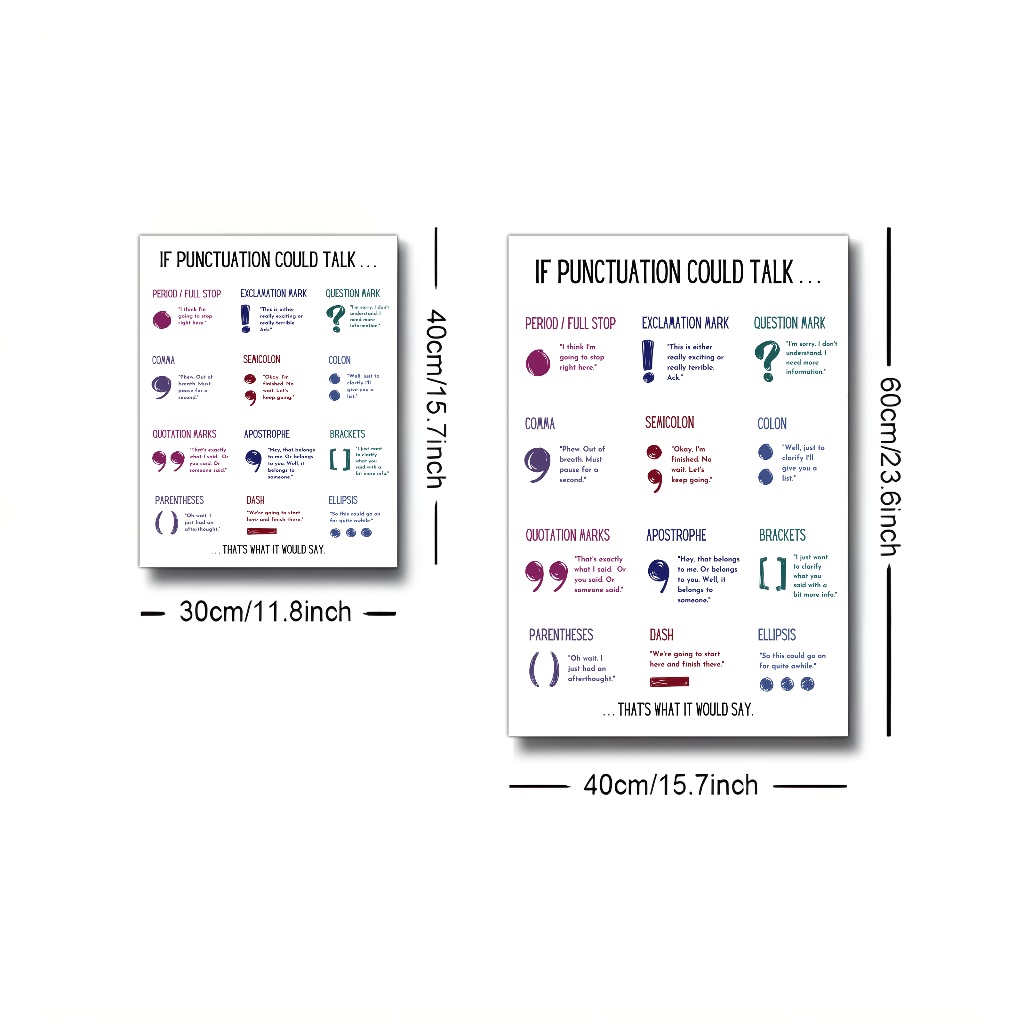 IF PUNCTUATION COULD TALK . . .
PERIOD / FULL STOP
"I think I'm
going to stop
right here."
EXCLAMATION MARK
"This is either
really exciting or
really terrible
Ack."
QUESTION MARK
"I'm sorry, I don't
understand. I
need more
information."
COMMA
"Phew. Out of
breath. Must
pause for a
second."
SEMICOLON
"Okay, I'm
finished. No
wait. Let's
keep going."
COLON
"Well, just to
clarify I'll
give you a
list."
QUOTATION MARKS
"That's exactly
what I said. Or
you said. Or
someone said."
APOSTROPHE
"Hey, that belongs
to me. Or belongs
to you. Well, it
belongs to
someone."
BRACKETS
"I just want
to clarify
what you
said with a
bit more info."
PARENTHESES
"Oh wait. I
just had an
afterthought."
DASH
"We're going to start
here and finish there."
ELLIPSIS
"So this could go on
for quite awhile."
. . . THAT'S WHAT IT WOULD SAY.
40cm/15.7inch
30cm/11.8inch
IF PUNCTUATION COULD TALK . . .
PERIOD / FULL STOP
"I think I'm
going to stop
right here."
EXCLAMATION MARK
"This is either
really exciting or
really terrible.
Ack."
QUESTION MARK
"I'm sorry, I don't
understand. I
need more
information."
COMMA
"Phew. Out of
breath. Must
pause for a
second."
SEMICOLON
"Okay, I'm
finished. No
wait. Let's
keep going."
COLON
"Well, just to
clarify I'll
give you a
list."
QUOTATION MARKS
"That's exactly
what I said. Or
you said. Or
someone said."
APOSTROPHE
"Hey, that belongs
to me. Or belongs
to you. Well, it
belongs to
someone."
BRACKETS
"I just want
to clarify
what you
said with a
bit more info."
PARENTHESES
"Oh wait. I
just had an
afterthought."
DASH
"We're going to start
here and finish there."
ELLIPSIS
"So this could go on
for quite awhile."
. . . THAT'S WHAT IT WOULD SAY.
60cm/23.6inch
40cm/15.7inch